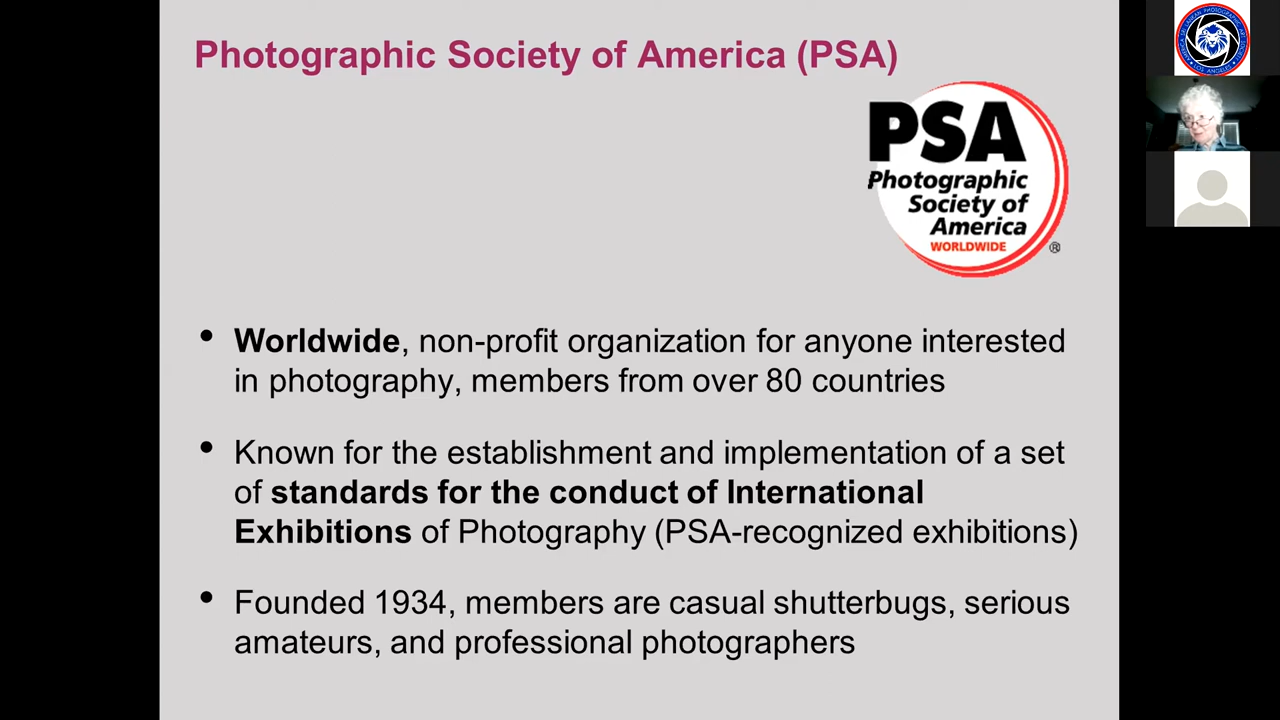 Photographic Society of America (PSA)
PSA
Photographic
Society of
America
WORLDWIDE
®
• Worldwide, non-profit organization for anyone interested
in photography, members from over 80 countries
• Known for the establishment and implementation of a set
of standards for the conduct of International
Exhibitions of Photography (PSA-recognized exhibitions)
• Founded 1934, members are casual shutterbugs, serious
amateurs, and professional photographers
LOS ANGELES